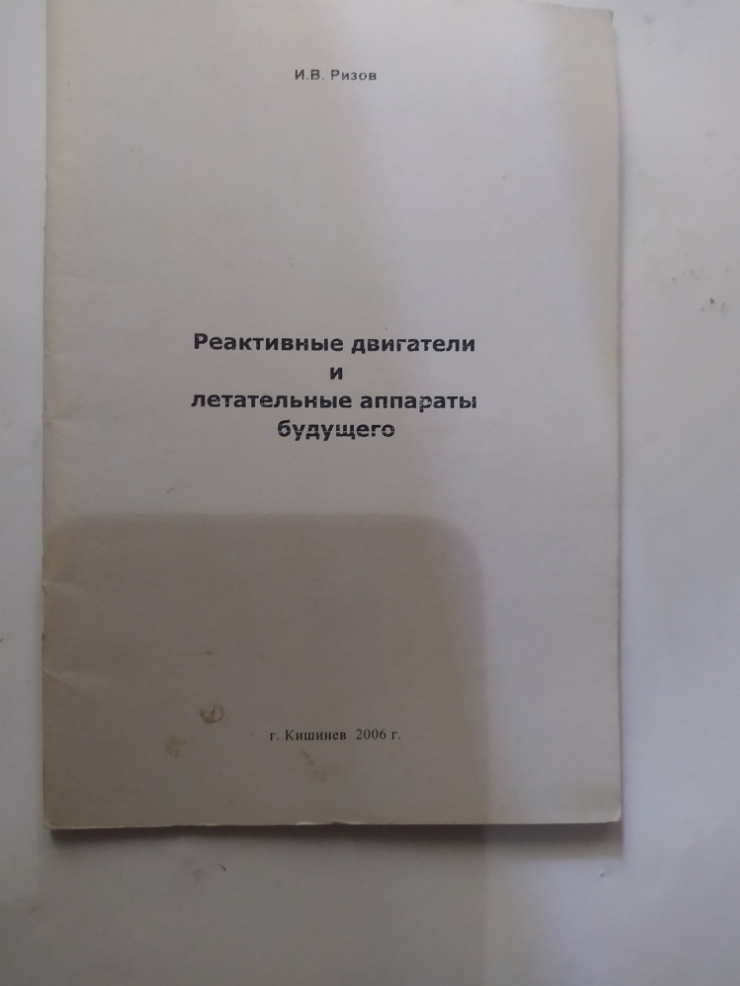 И.В. Ризов
Реактивные двигатели
и
летательные аппараты
будущего
г. Кишинев 2006 г.